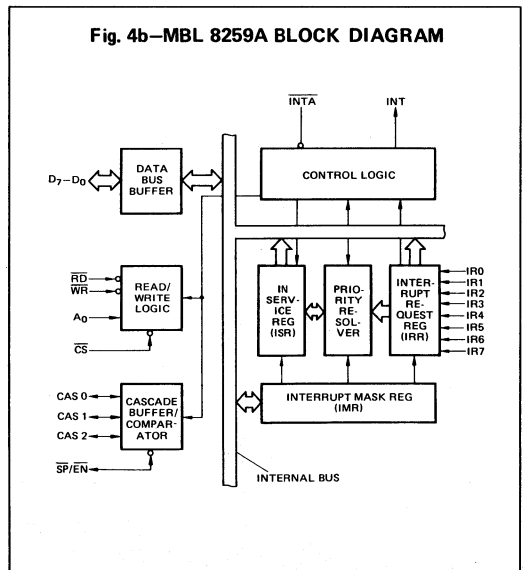 Fig. 4b—MBL 8259A BLOCK DIAGRAM
INTA
INT
D7–D0
DATA
BUS
BUFFER
CONTROL LOGIC
RD
WR
A0
CS
READ/
WRITE
LOGIC
IN
SERVICE
REG
(ISR)
PRIO-
RITY
RE-
SOL-
VER
INTER-
RUPT
RE-
QUEST
REG
(IRR)
IR0
IR1
IR2
IR3
IR4
IR5
IR6
IR7
CAS 0
CAS 1
CAS 2
SP/EN
CASCADE
BUFFER/
COMPAR-
ATOR
INTERRUPT MASK REG
(IMR)
INTERNAL BUS